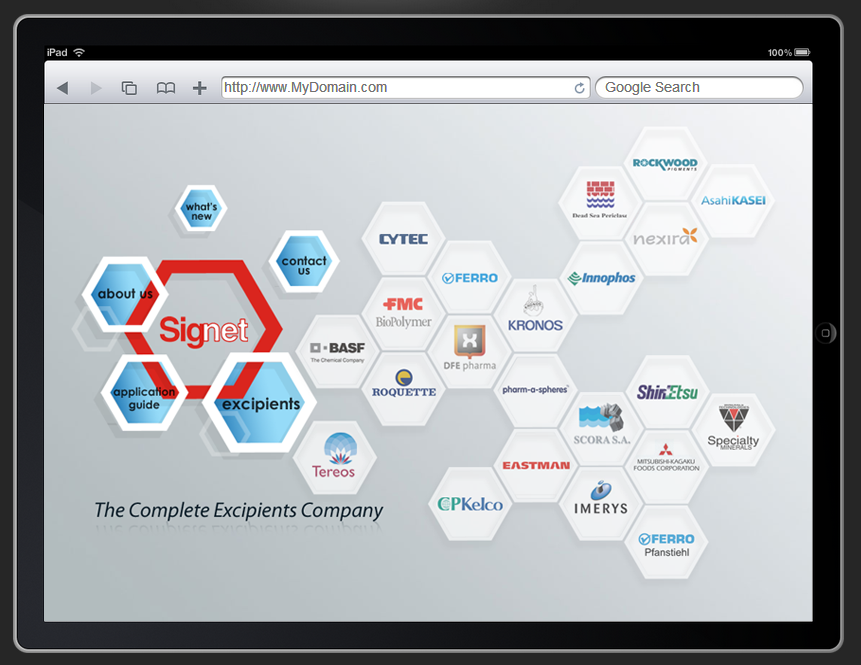 iPad
100%
http://www.MyDomain.com
Google Search
what's
new
contact
us
about us
Signet
application
guide
excipients
The Complete Excipients Company
ROCKWOOD
PIGMENTS
Dead Sea Periclase
AsahiKASEI
nexira
CYTEC
FERRO
Innophos
FMC
BioPolymer
KRONOS
BASF
The Chemical Company
DFE pharma
ROQUETTE
pharm-a-spheres
ShinEtsu
SCORA S.A.
Specialty
MINERALS
Tereos
EASTMAN
MITSUBISHI-KAGAKU
FOODS CORPORATION
CPKelco
IMERYS
FERRO
Pfanstiehl